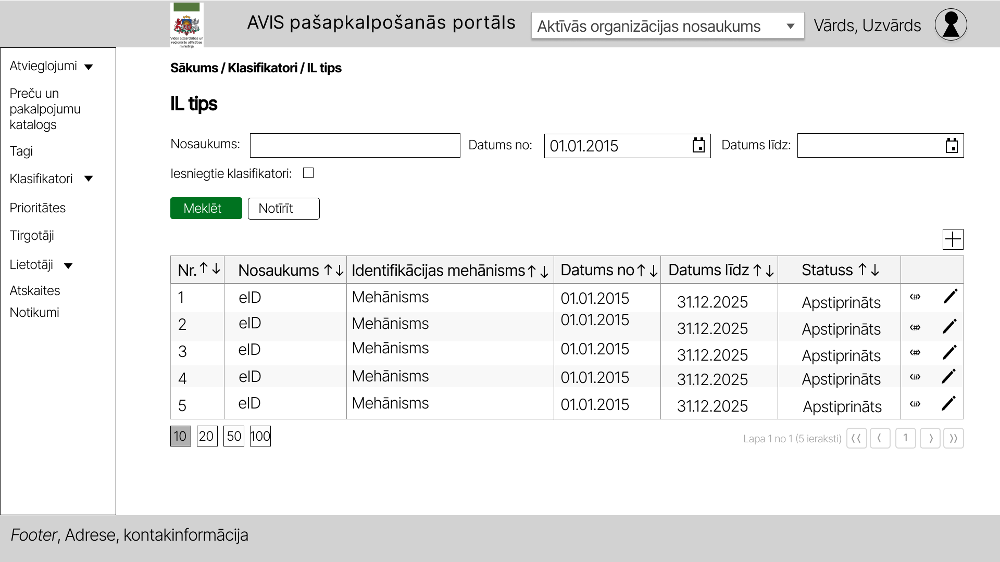 Vides aizsardzības un
reģionālās attīstības
ministrija
AVIS pašapkalpošanās portāls
Aktīvās organizācijas nosaukums
Vārds, Uzvārds
Atvieglojumi
Preču un
pakalpojumu
katalogs
Tagi
Klasifikatori
Prioritātes
Tirgotāji
Lietotāji
Atskaites
Notikumi
Sākums / Klasifikatori / IL tips
IL tips
Nosaukums:
Datums no: 01.01.2015
Datums līdz:
Iesniegtie klasifikatori:
Meklēt
Notīrīt
Nr. ↑↓ Nosaukums ↑↓ Identifikācijas mehānisms ↑↓ Datums no ↑↓ Datums līdz ↑↓ Statuss ↑↓
1 eID Mehānisms 01.01.2015 31.12.2025 Apstiprināts <#>
2 eID Mehānisms 01.01.2015 31.12.2025 Apstiprināts <#>
3 eID Mehānisms 01.01.2015 31.12.2025 Apstiprināts <#>
4 eID Mehānisms 01.01.2015 31.12.2025 Apstiprināts <#>
5 eID Mehānisms 01.01.2015 31.12.2025 Apstiprināts <#>
10 20 50 100
Lapa 1 no 1 (5 ieraksti) 1
Footer, Adrese, kontakinformācija